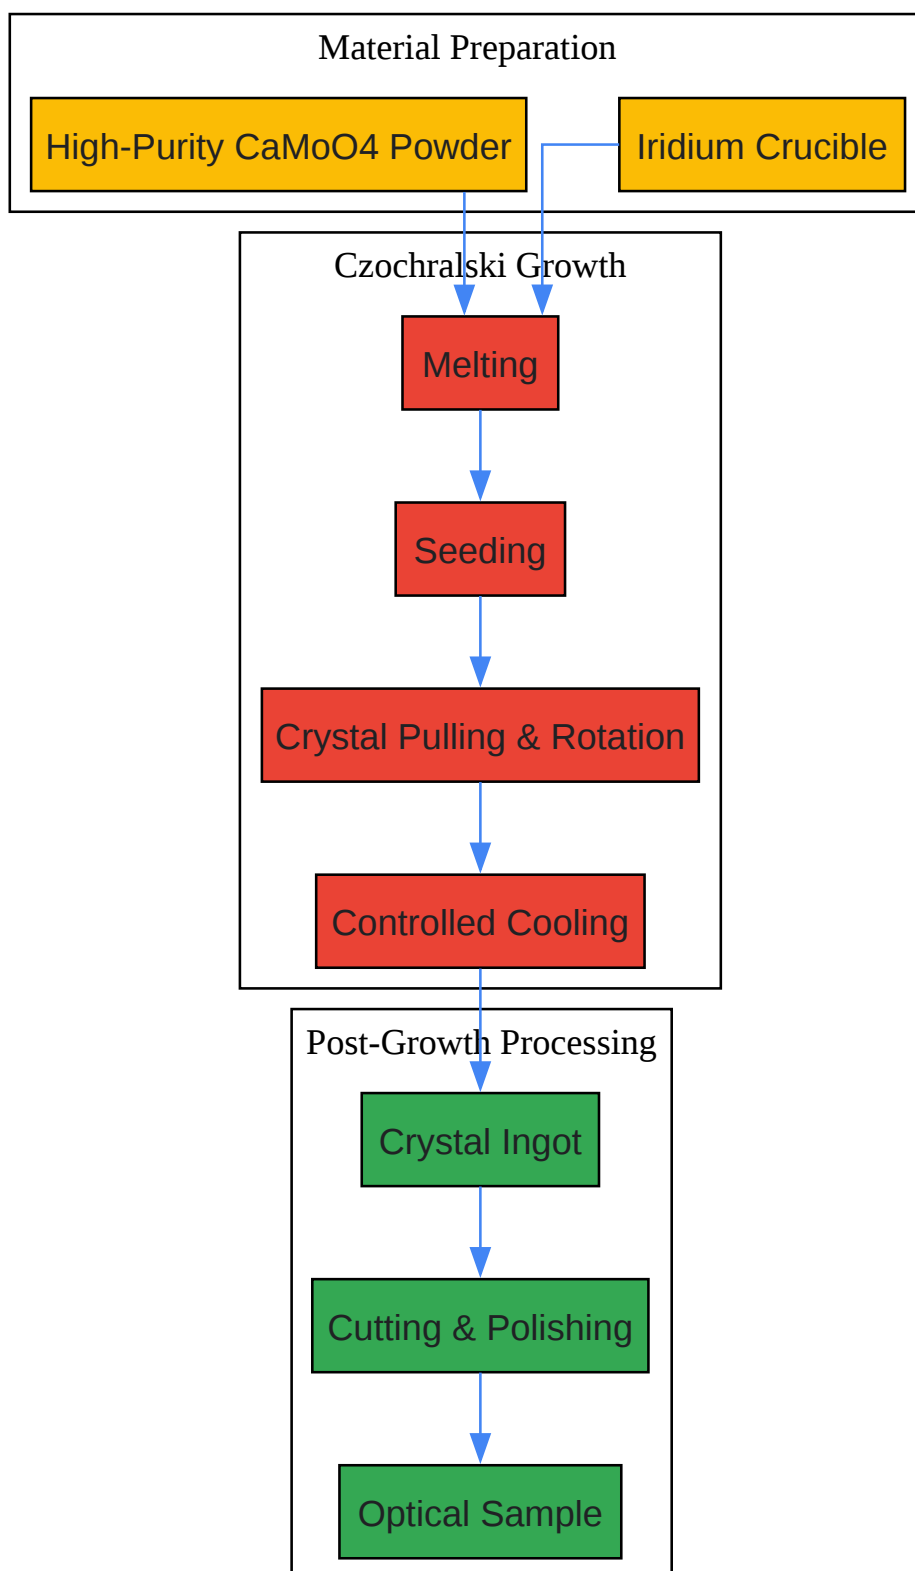 Material Preparation
High-Purity CaMoO4 Powder
Iridium Crucible
Czochralski Growth
Melting
Seeding
Crystal Pulling & Rotation
Controlled Cooling
Post-Growth Processing
Crystal Ingot
Cutting & Polishing
Optical Sample